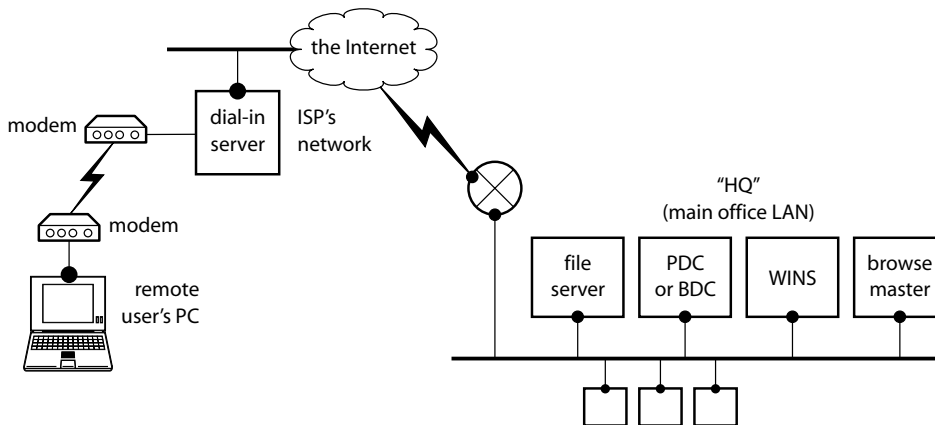 the Internet
modem
dial-in
server
ISP’s
network
“HQ”
(main office LAN)
modem
file
server
PDC
or BDC
WINS
browse
master
remote
user’s PC